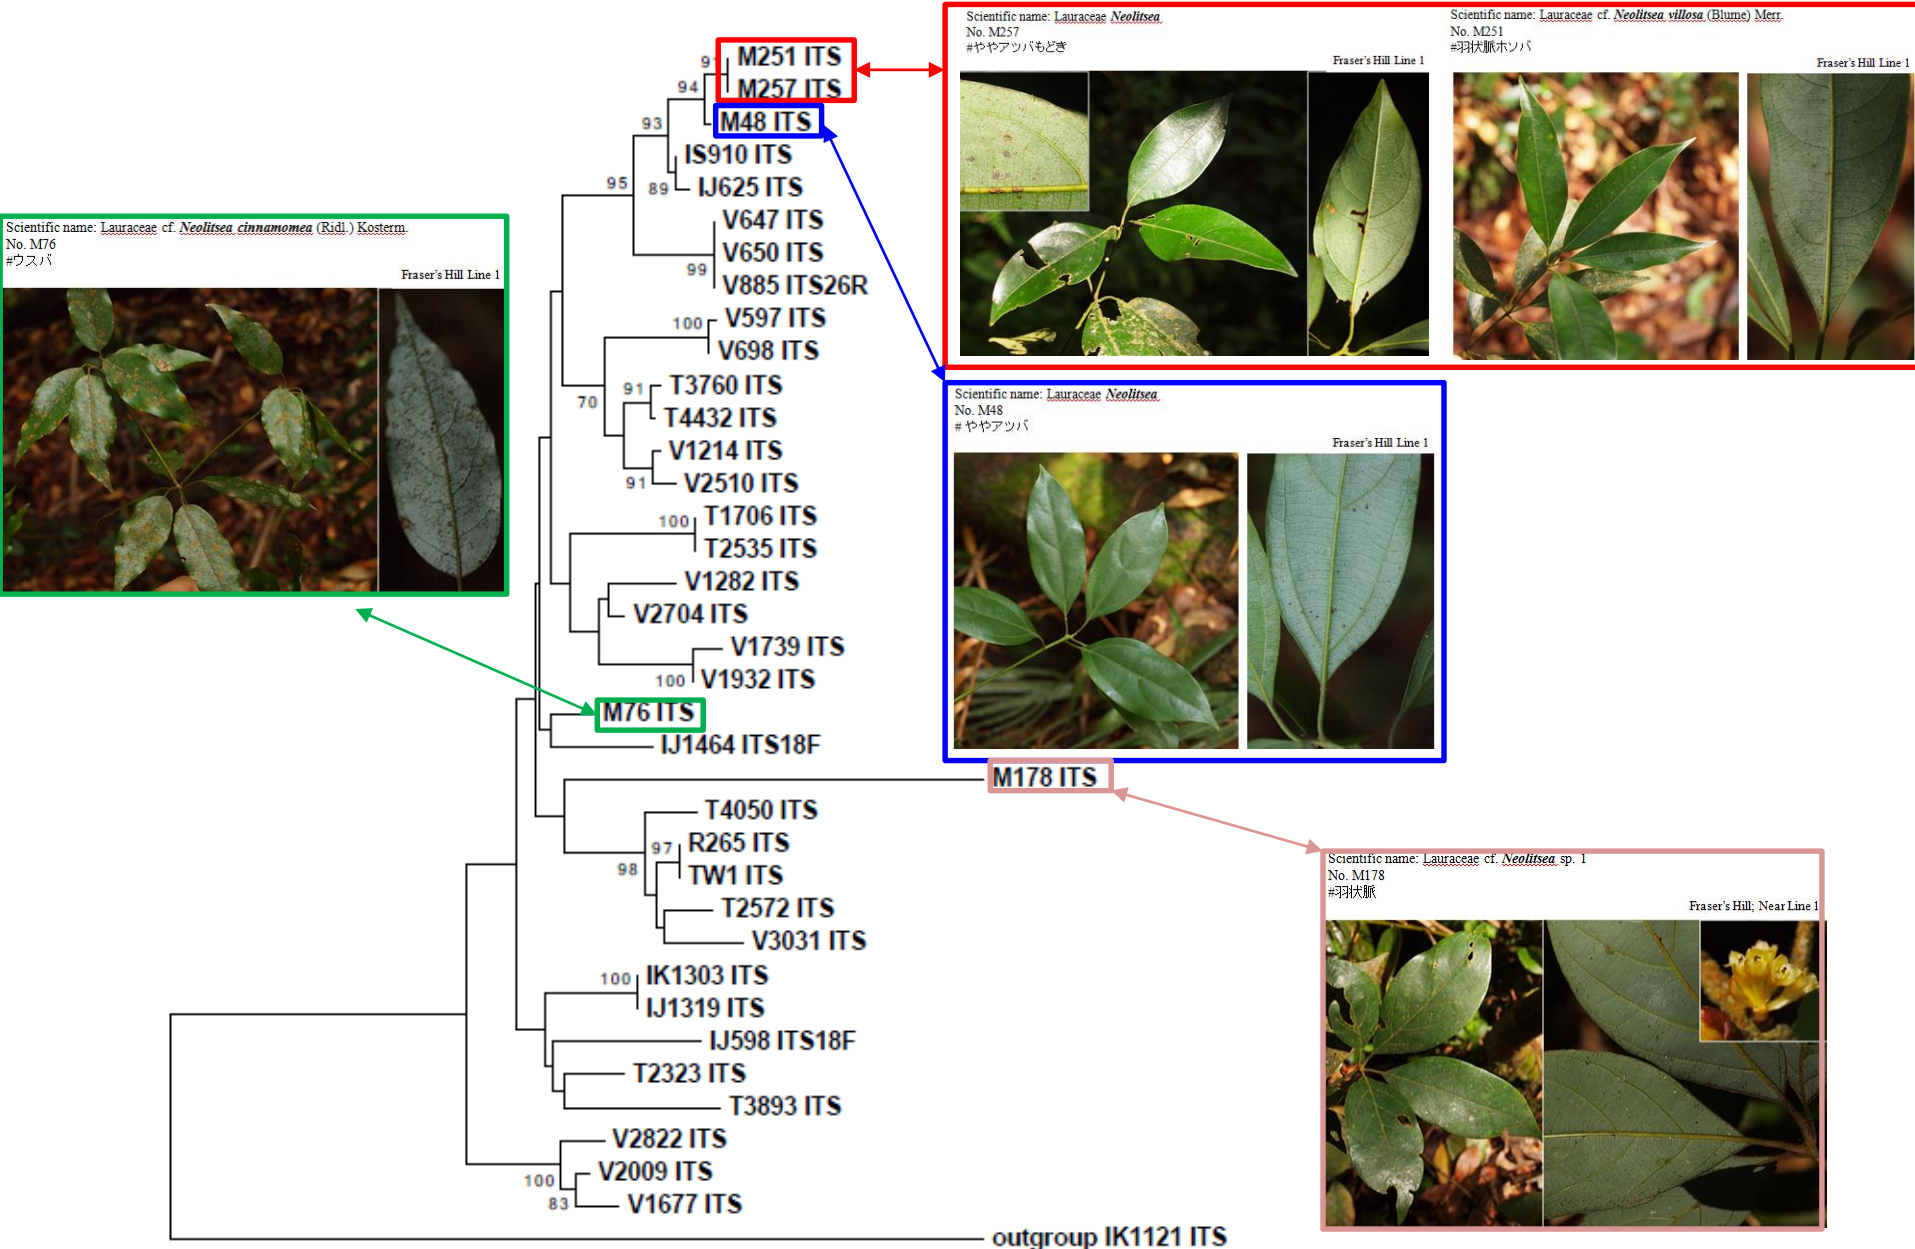 Scientific name: Lauraceae Neolitsea
No. M257
#ややアツバもどき
Fraser's Hill Line 1
Scientific name: Lauraceae cf. Neolitsea villosa (Blume) Merr.
No. M251
#羽状脈ホソバ
Fraser's Hill Line 1
Scientific name: Lauraceae cf. Neolitsea cinnamomea (Ridl.) Kosterm.
No. M76
#ウスバ
Fraser's Hill Line 1
Scientific name: Lauraceae Neolitsea
No. M48
# ややアツバ
Fraser's Hill Line 1
Scientific name: Lauraceae cf. Neolitsea sp. 1
No. M178
#羽状脈
Fraser's Hill; Near Line 1
91
M251 ITS
M257 ITS
94
M48 ITS
93
IS910 ITS
89
IJ625 ITS
95
V647 ITS
V650 ITS
99
V885 ITS26R
100
V597 ITS
V698 ITS
70
91
T3760 ITS
T4432 ITS
V1214 ITS
91
V2510 ITS
100
T1706 ITS
T2535 ITS
V1282 ITS
V2704 ITS
V1739 ITS
100
V1932 ITS
M76 ITS
IJ1464 ITS18F
M178 ITS
T4050 ITS
97
R265 ITS
98
TW1 ITS
T2572 ITS
V3031 ITS
100
IK1303 ITS
IJ1319 ITS
IJ598 ITS18F
T2323 ITS
T3893 ITS
V2822 ITS
100
V2009 ITS
83
V1677 ITS
outgroup IK1121 ITS